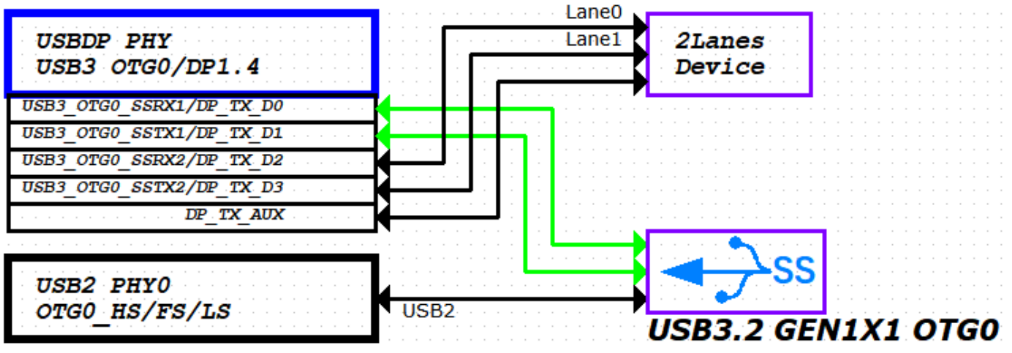 Lane0
USBDP PHY
USB3 OTG0/DP1.4
Lane1
2Lanes
Device
USB3_OTG0_SSRX1/DP_TX_D0
USB3_OTG0_SSTX1/DP_TX_D1
USB3_OTG0_SSRX2/DP_TX_D2
USB3_OTG0_SSTX2/DP_TX_D3
DP_TX_AUX
SS
USB2 PHY0
OTG0_HS/FS/LS
USB2
USB3.2 GEN1X1 OTG0